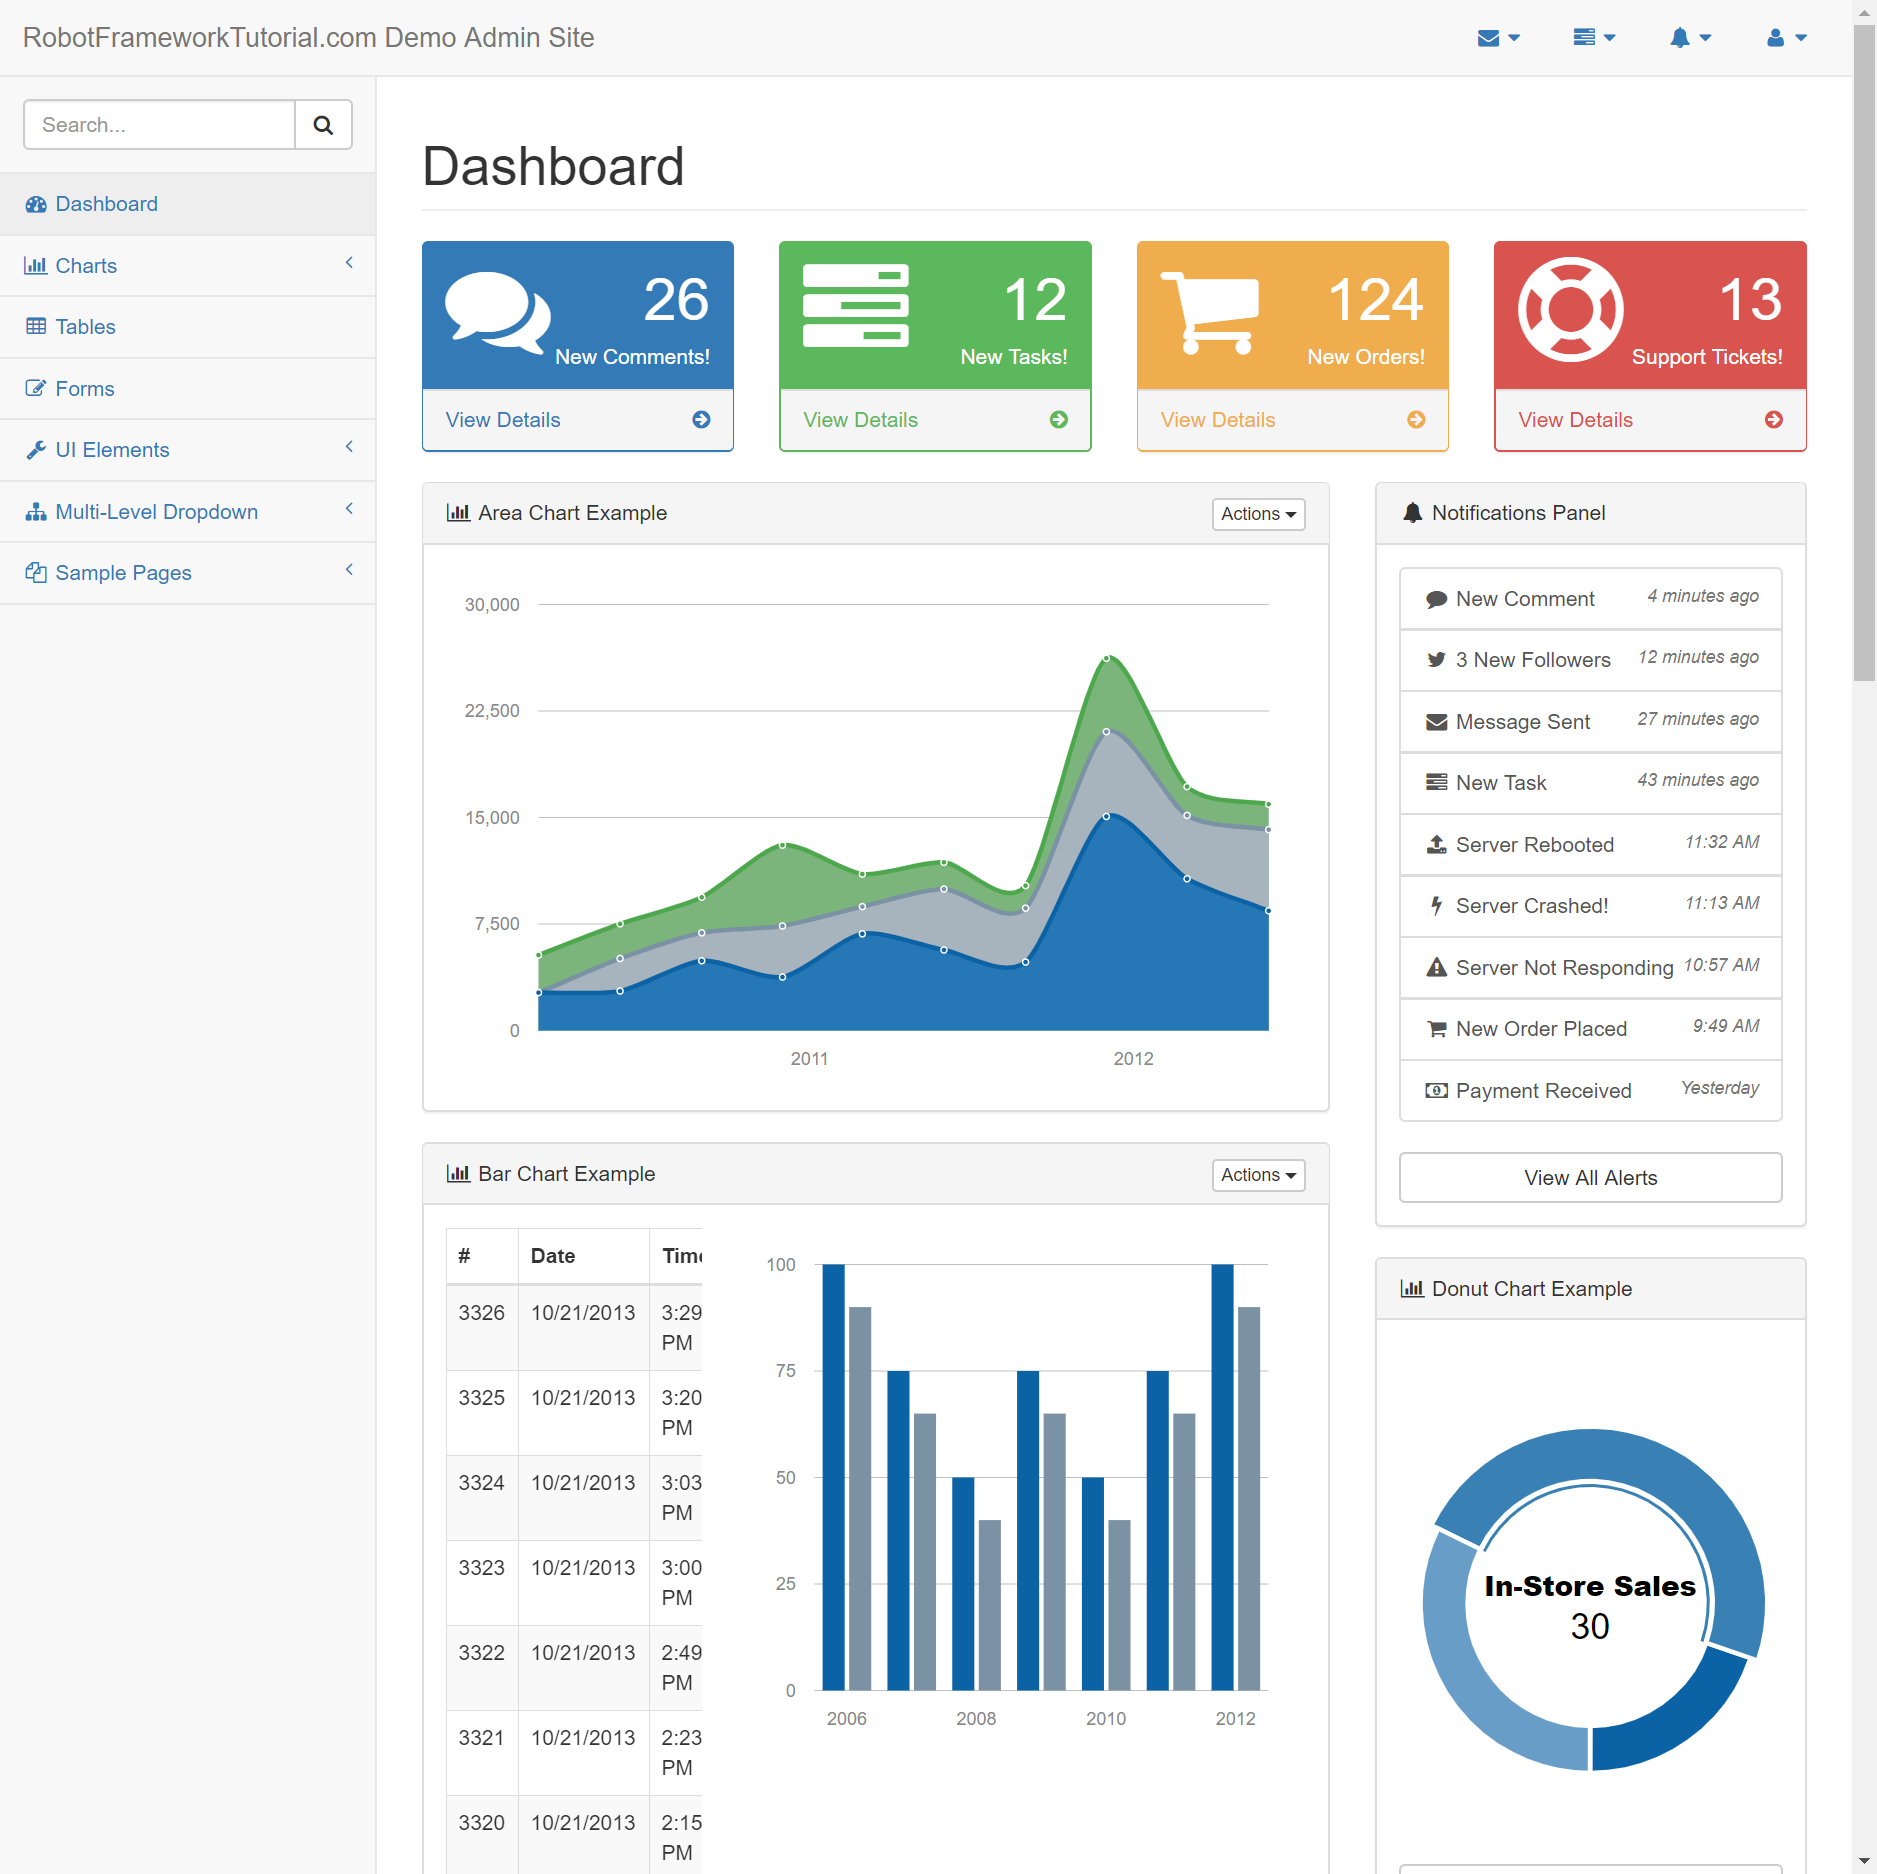 RobotFrameworkTutorial.com Demo Admin Site
Search...
Dashboard
Charts
Tables
Forms
UI Elements
Multi-Level Dropdown
Sample Pages
Dashboard
26
New Comments!
View Details
12
New Tasks!
View Details
124
New Orders!
View Details
13
Support Tickets!
View Details
Area Chart Example
Actions
30,000
22,500
15,000
7,500
0
2011 2012
Notifications Panel
New Comment 4 minutes ago
3 New Followers 12 minutes ago
Message Sent 27 minutes ago
New Task 43 minutes ago
Server Rebooted 11:32 AM
Server Crashed! 11:13 AM
Server Not Responding 10:57 AM
New Order Placed 9:49 AM
Payment Received Yesterday
View All Alerts
Bar Chart Example
Actions
# Date Time
3326 10/21/2013 3:29
PM
3325 10/21/2013 3:20
PM
3324 10/21/2013 3:03
PM
3323 10/21/2013 3:00
PM
3322 10/21/2013 2:49
PM
3321 10/21/2013 2:23
PM
3320 10/21/2013 2:15
PM
100
75
50
25
0
2006 2008 2010 2012
Donut Chart Example
In-Store Sales
30